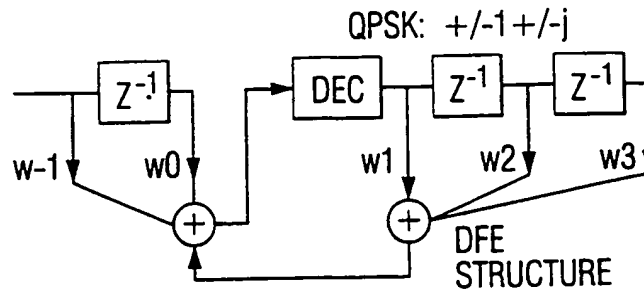 QPSK: +/-1 +/-j
Z-1
DEC
Z-1
Z-1
w-1
w0
w1
w2
w3
+
+
DFE
STRUCTURE